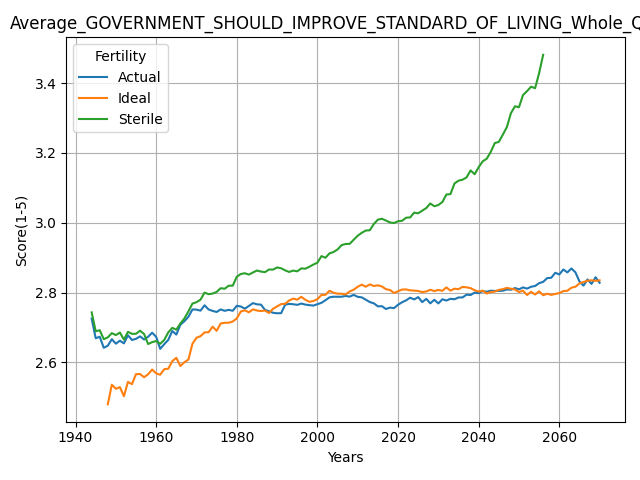 Average_GOVERNMENT_SHOULD_IMPROVE_STANDARD_OF_LIVING_Whole_Q
Fertility
Actual
Ideal
Sterile
Score(1-5)
3.4
3.2
3.0
2.8
2.6
1940 1960 1980 2000 2020 2040 2060
Years